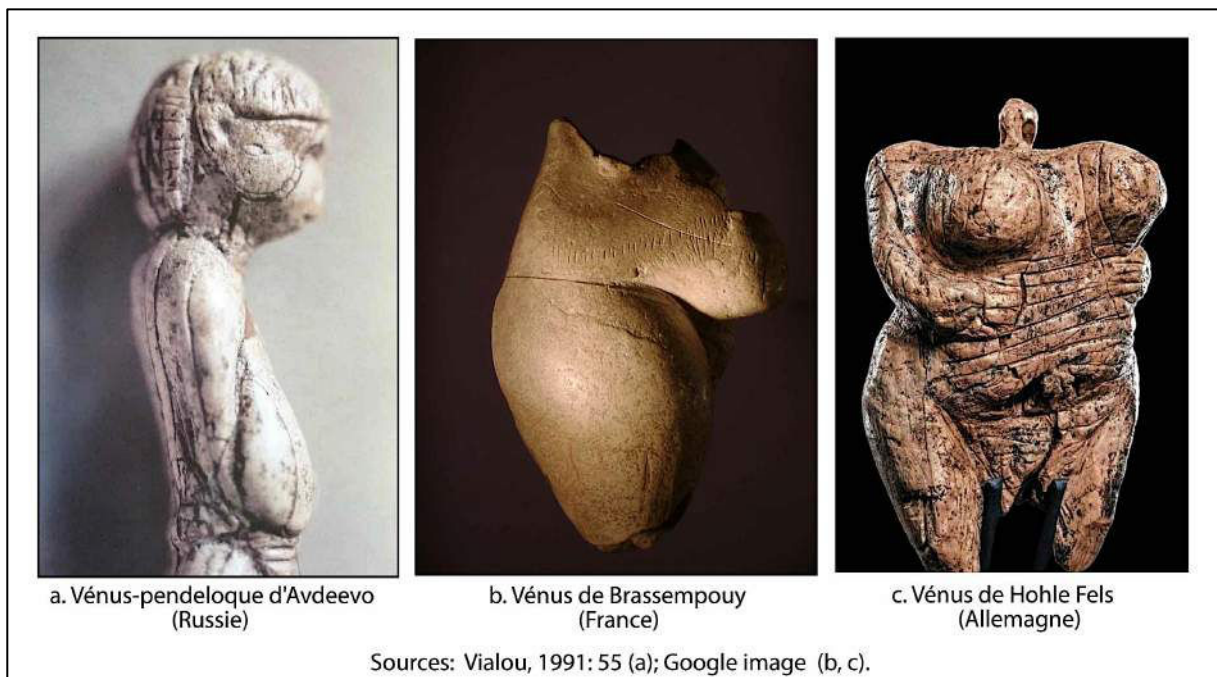 a. Vénus-pendeloque d'Avdeevo
(Russie)
b. Vénus de Brassempouy
(France)
c. Vénus de Hohle Fels
(Allemagne)
Sources: Vialou, 1991: 55 (a); Google image (b, c).